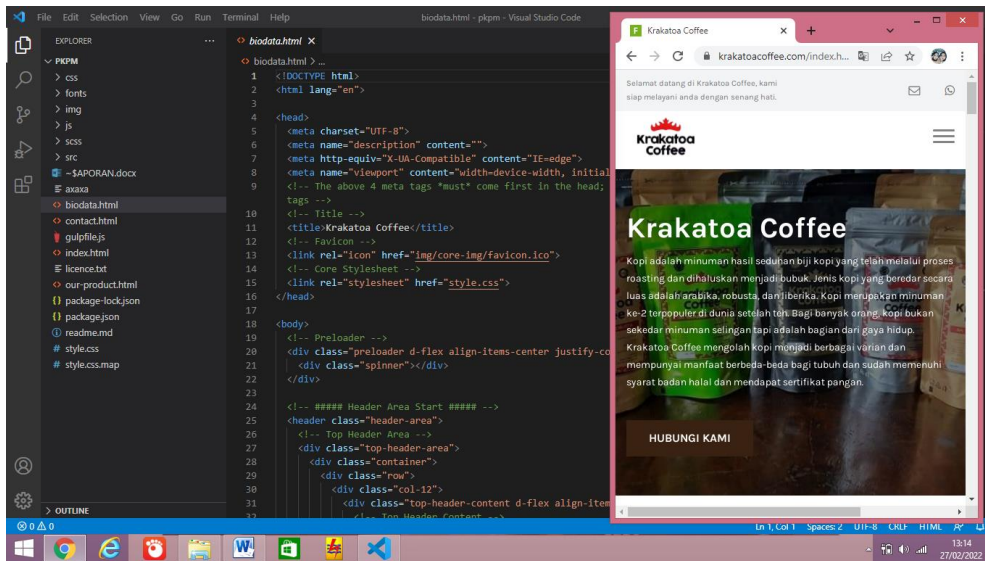 File Edit Selection View Go Run Terminal Help
biodata.html - pkpm - Visual Studio Code
EXPLORER
PKPM
css
fonts
img
js
scss
src
~$APORAN.docx
axaxa
biodata.html
contact.html
gulpfile.js
index.html
licence.txt
our-product.html
package-lock.json
package.json
readme.md
style.css
style.css.map
OUTLINE
biodata.html
biodata.html > ...
1 <!DOCTYPE html>
2 <html lang="en">
3
4 <head>
5 <meta charset="UTF-8">
6 <meta name="description" content="">
7 <meta http-equiv="X-UA-Compatible" content="IE=edge">
8 <meta name="viewport" content="width=device-width, initial
9 <!-- The above 4 meta tags *must* come first in the head;
tags -->
10 <!-- Title -->
11 <title>Krakatoa Coffee</title>
12 <!-- Favicon -->
13 <link rel="icon" href="img/core-img/favicon.ico">
14 <!-- Core Stylesheet -->
15 <link rel="stylesheet" href="style.css">
16 </head>
17
18 <body>
19 <!-- Preloader -->
20 <div class="preloader d-flex align-items-center justify-co
21 <div class="spinner"></div>
22 </div>
23
24 <!-- ##### Header Area Start ##### -->
25 <header class="header-area">
26 <!-- Top Header Area -->
27 <div class="top-header-area">
28 <div class="container">
29 <div class="row">
30 <div class="col-12">
31 <div class="top-header-content d-flex align-item
32 <!-- Top Header Content -->
Krakatoa Coffee
krakatoacoffee.com/index.h...
Selamat datang di Krakatoa Coffee, kami
siap melayani anda dengan senang hati.
Krakatoa
Coffee
Krakatoa Coffee
Kopi adalah minuman hasil seduhan biji kopi yang telah melalui proses
roasting dan dihaluskan menjadi bubuk. Jenis kopi yang beredar secara
luas adalah arabika, robusta, dan liberika. Kopi merupakan minuman
ke-2 terpopuler di dunia setelah teh. Bagi banyak orang, kopi bukan
sekedar minuman selingan tapi adalah bagian dari gaya hidup.
Krakatoa Coffee mengolah kopi menjadi berbagai varian dan
mempunyai manfaat berbeda-beda bagi tubuh dan sudah memenuhi
syarat badan halal dan mendapat sertifikat pangan.
HUBUNGI KAMI
0 0
Ln 1, Col 1 Spaces: 2 UTF-8 CRLF HTML
13:14
27/02/2022